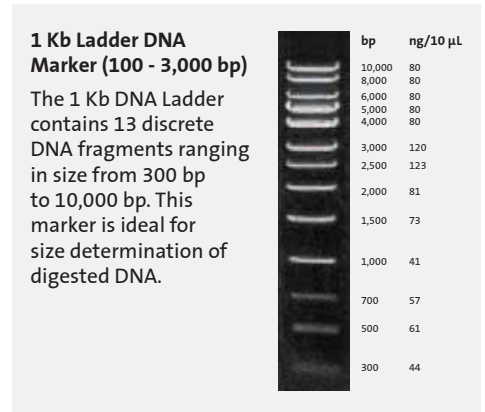 1 Kb Ladder DNA
Marker (100 - 3,000 bp)
The 1 Kb DNA Ladder
contains 13 discrete
DNA fragments ranging
in size from 300 bp
to 10,000 bp. This
marker is ideal for
size determination of
digested DNA.
bp ng/10 µL
10,000 80
8,000 80
6,000 80
5,000 80
4,000 80
3,000 120
2,500 123
2,000 81
1,500 73
1,000 41
700 57
500 61
300 44